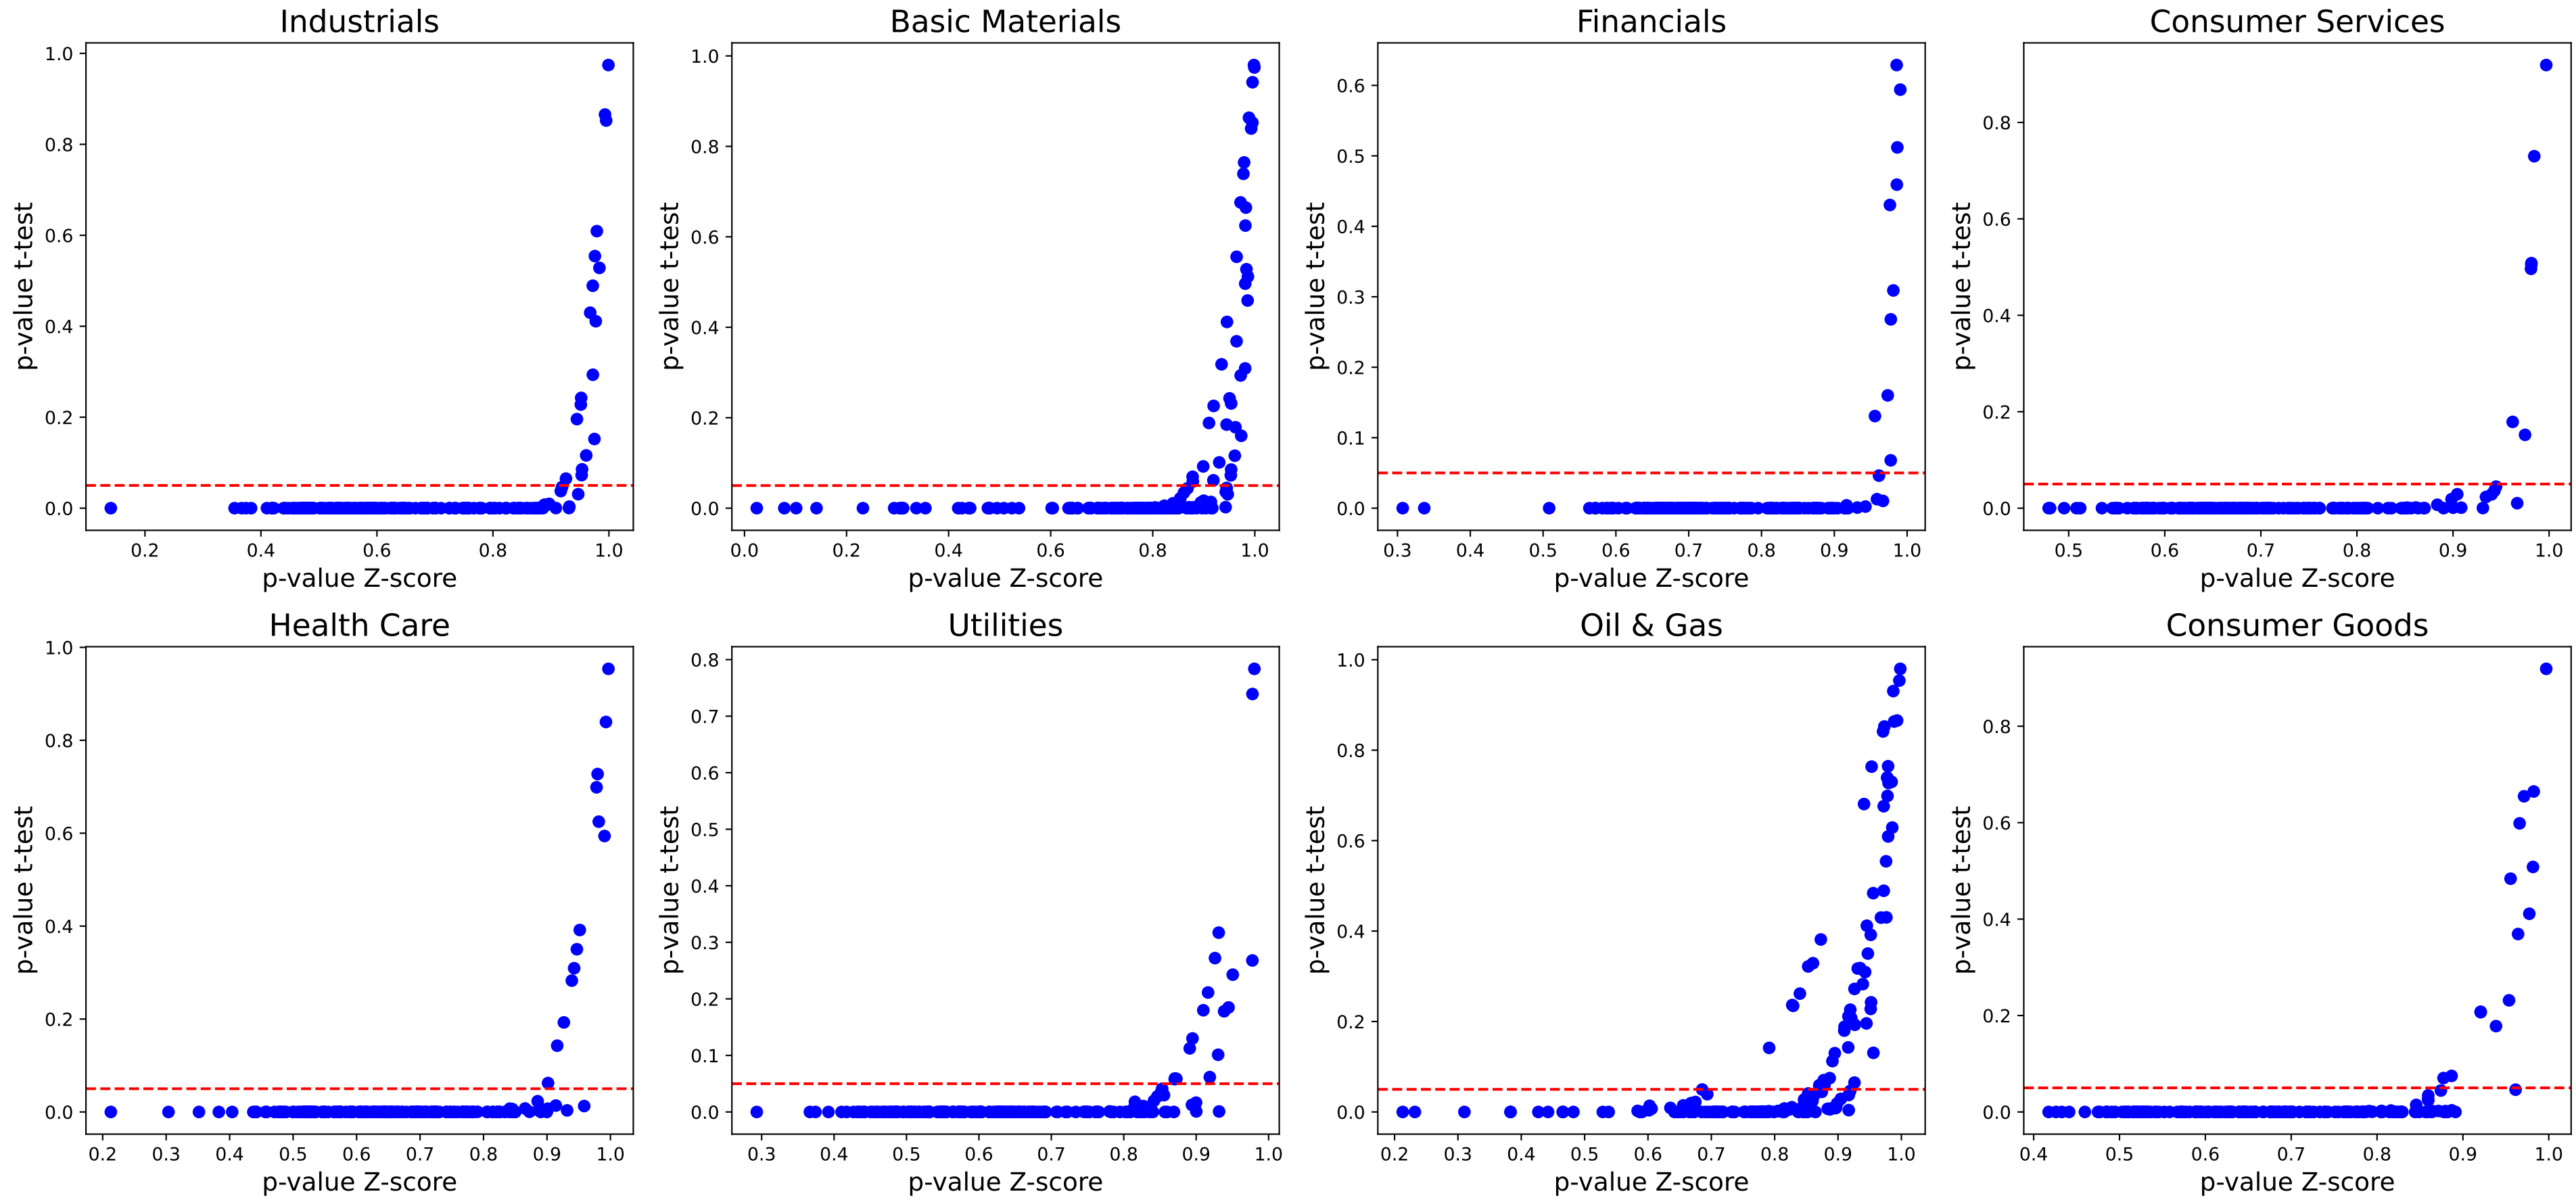 Industrials
Basic Materials
Financials
Consumer Services
1.0
0.8
0.6
0.4
0.2
0.0
p-value t-test
0.2 0.4 0.6 0.8 1.0
p-value Z-score
1.0
0.8
0.6
0.4
0.2
0.0
p-value t-test
0.0 0.2 0.4 0.6 0.8 1.0
p-value Z-score
0.6
0.5
0.4
0.3
0.2
0.1
0.0
p-value t-test
0.3 0.4 0.5 0.6 0.7 0.8 0.9 1.0
p-value Z-score
0.8
0.6
0.4
0.2
0.0
p-value t-test
0.5 0.6 0.7 0.8 0.9 1.0
p-value Z-score
Health Care
Utilities
Oil & Gas
Consumer Goods
1.0
0.8
0.6
0.4
0.2
0.0
p-value t-test
0.2 0.3 0.4 0.5 0.6 0.7 0.8 0.9 1.0
p-value Z-score
0.8
0.7
0.6
0.5
0.4
0.3
0.2
0.1
0.0
p-value t-test
0.3 0.4 0.5 0.6 0.7 0.8 0.9 1.0
p-value Z-score
1.0
0.8
0.6
0.4
0.2
0.0
p-value t-test
0.2 0.3 0.4 0.5 0.6 0.7 0.8 0.9 1.0
p-value Z-score
0.8
0.6
0.4
0.2
0.0
p-value t-test
0.4 0.5 0.6 0.7 0.8 0.9 1.0
p-value Z-score